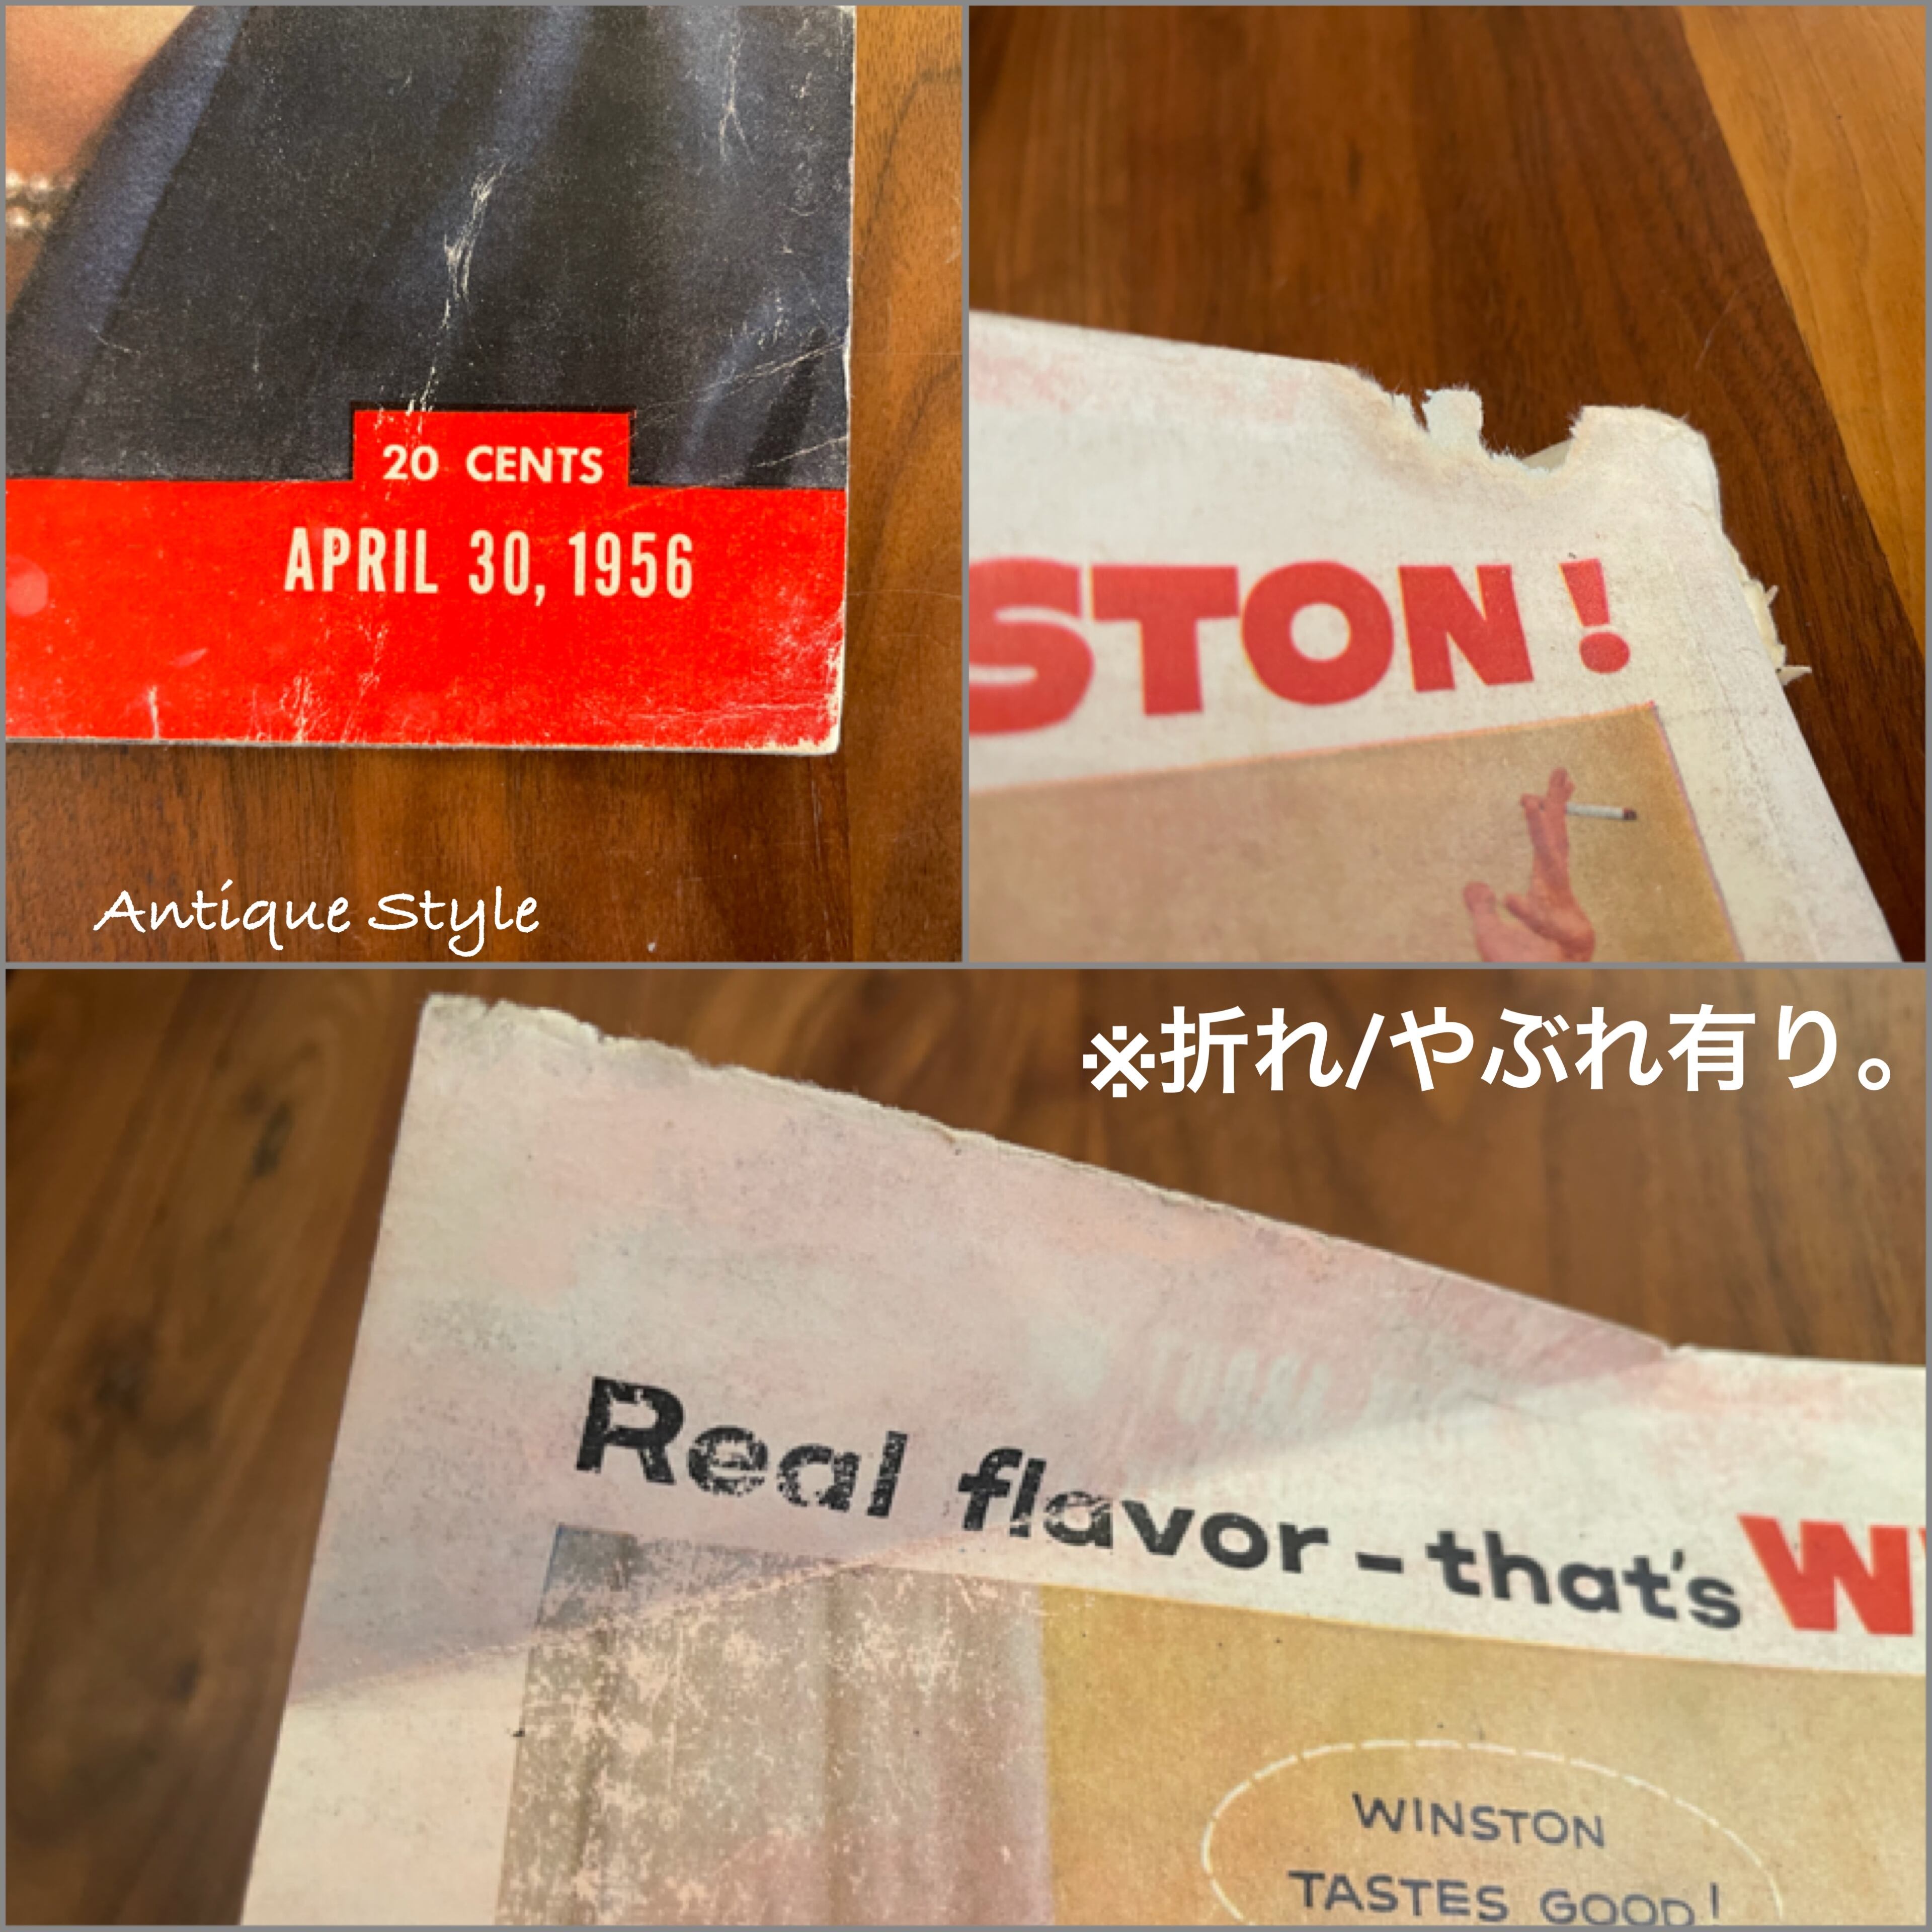 20 CENTS
APRIL 30, 1956
Antique Style
STON!
※折れ/やぶれ有り。
Real flavor - that's W
WINSTON
TASTES GOOD!